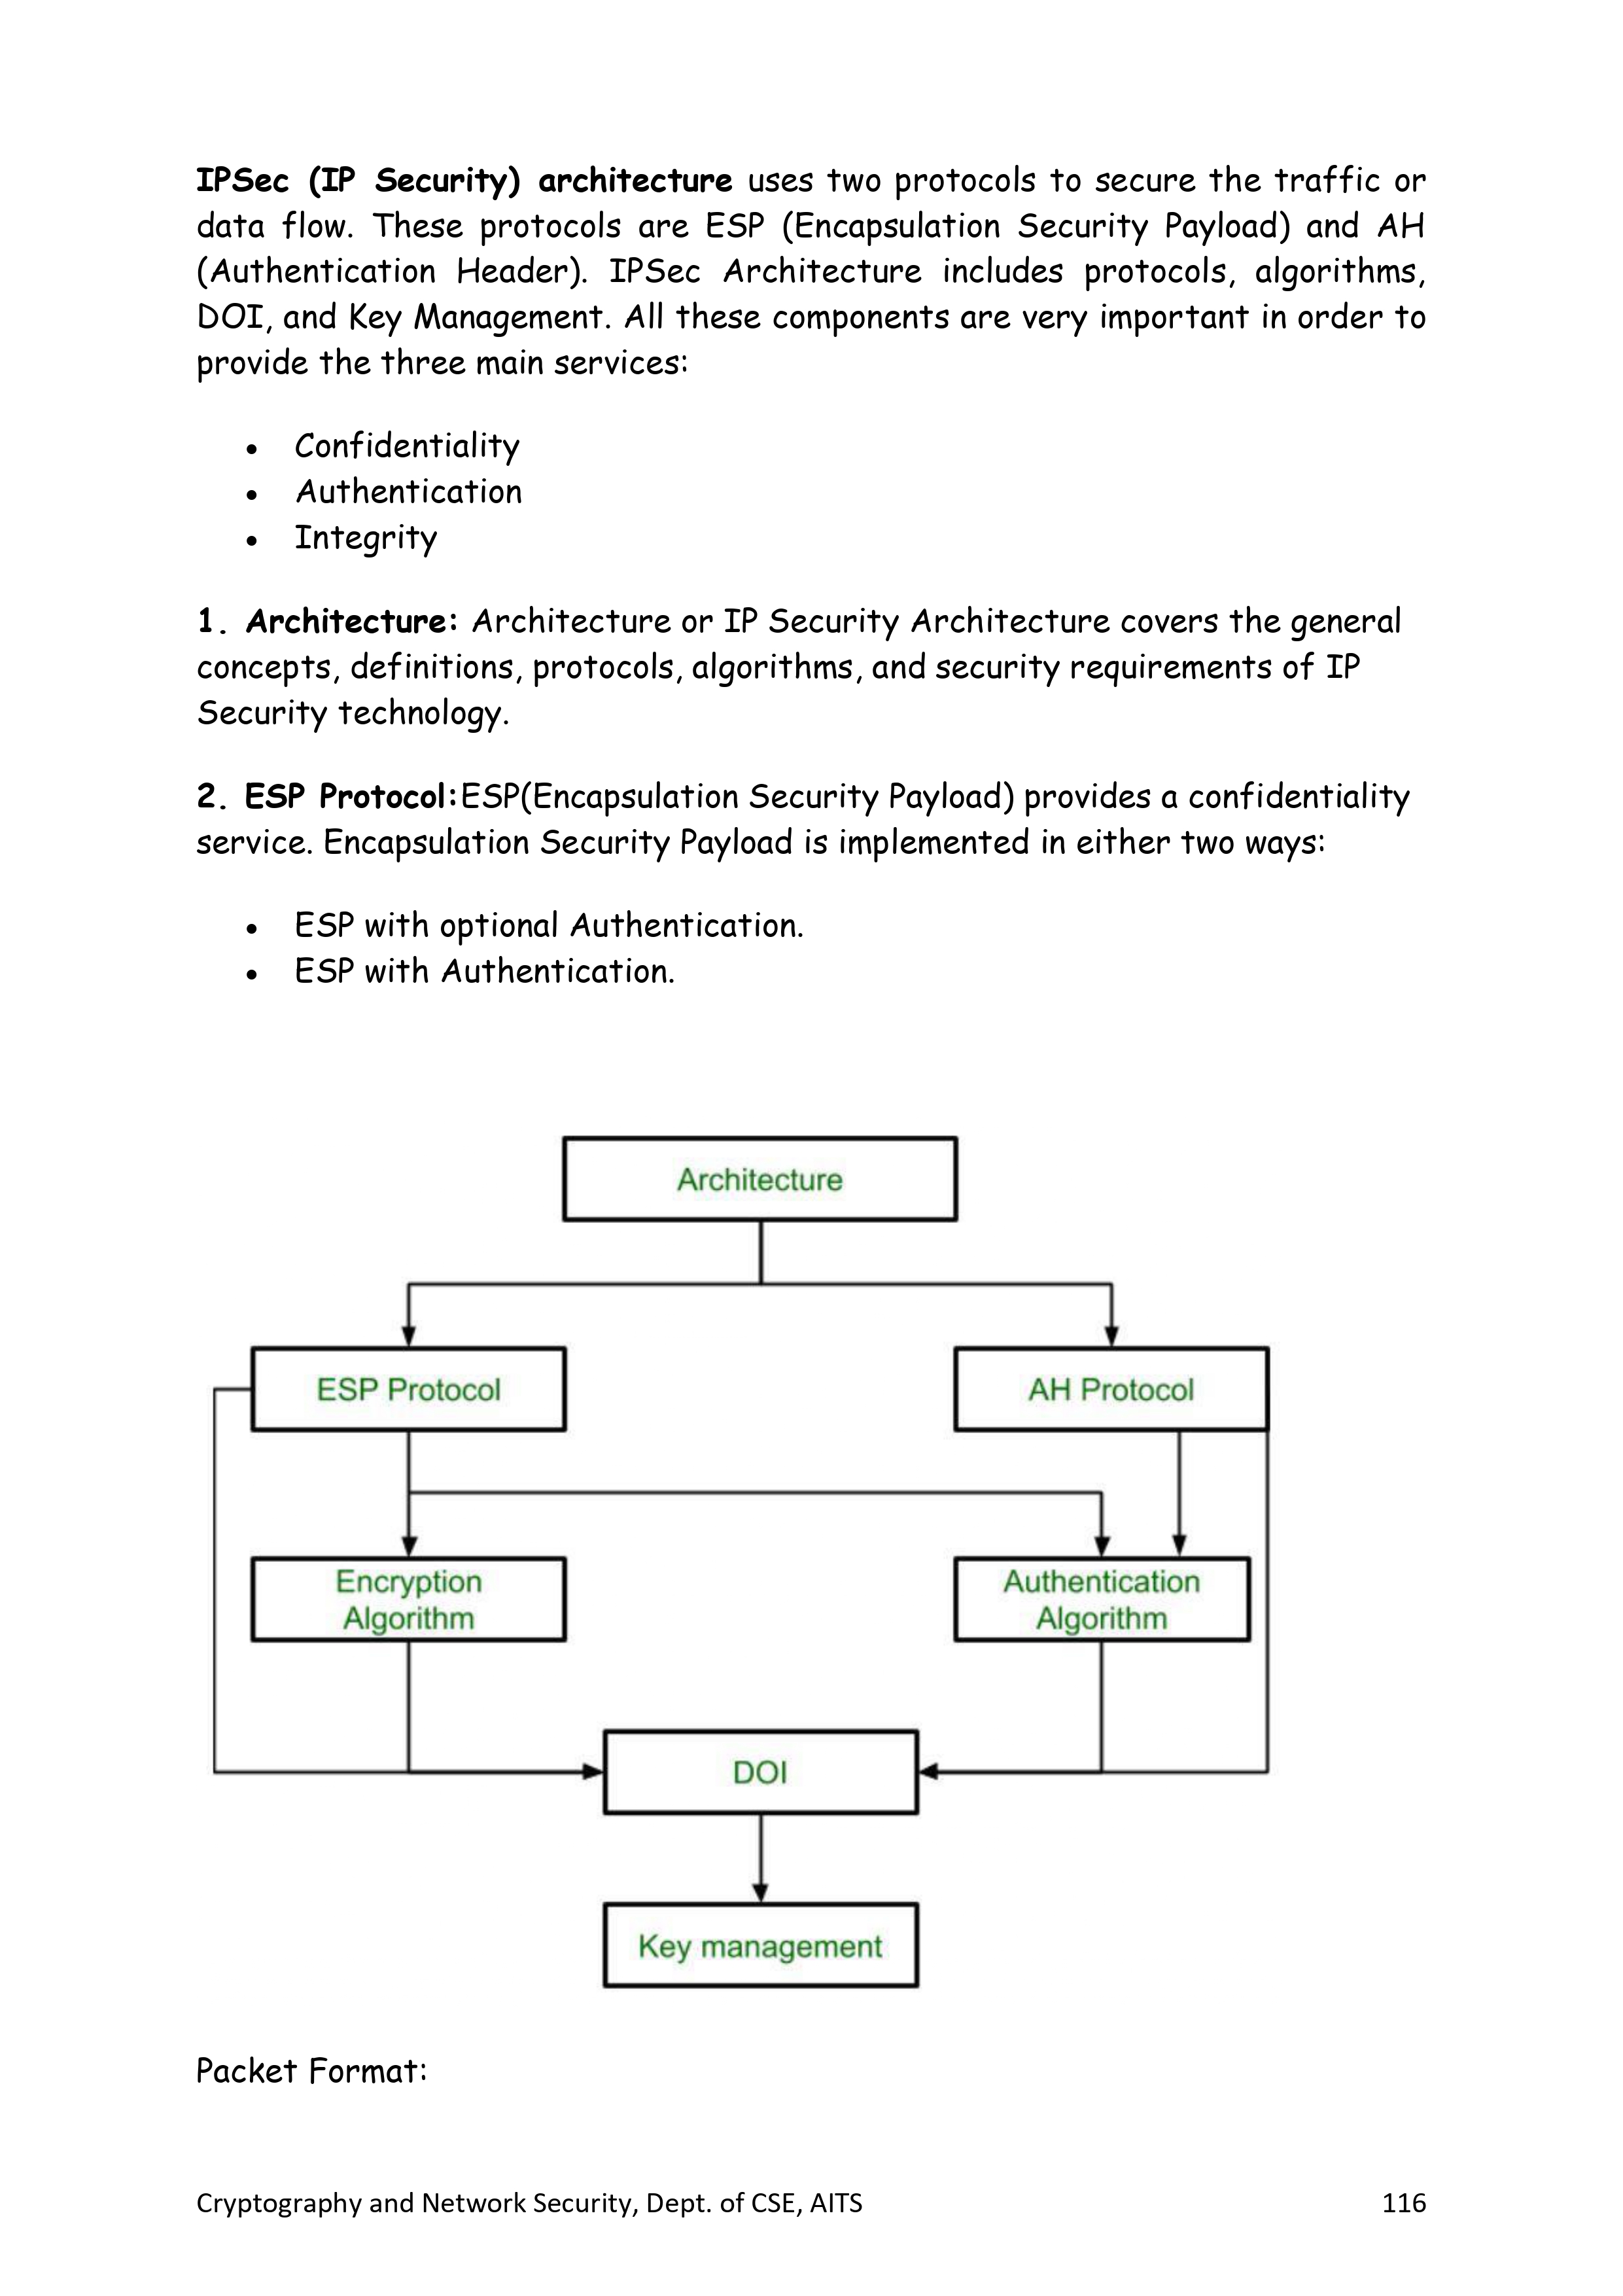 IPSec (IP Security) architecture uses two protocols to secure the traffic or
data flow. These protocols are ESP (Encapsulation Security Payload) and AH
(Authentication Header). IPSec Architecture includes protocols, algorithms,
DOI, and Key Management. All these components are very important in order to
provide the three main services:
• Confidentiality
• Authentication
• Integrity
1. Architecture: Architecture or IP Security Architecture covers the general
concepts, definitions, protocols, algorithms, and security requirements of IP
Security technology.
2. ESP Protocol:ESP(Encapsulation Security Payload) provides a confidentiality
service. Encapsulation Security Payload is implemented in either two ways:
• ESP with optional Authentication.
• ESP with Authentication.
Architecture
ESP Protocol
AH Protocol
Encryption
Algorithm
Authentication
Algorithm
DOI
Key management
Packet Format:
Cryptography and Network Security, Dept. of CSE, AITS 116